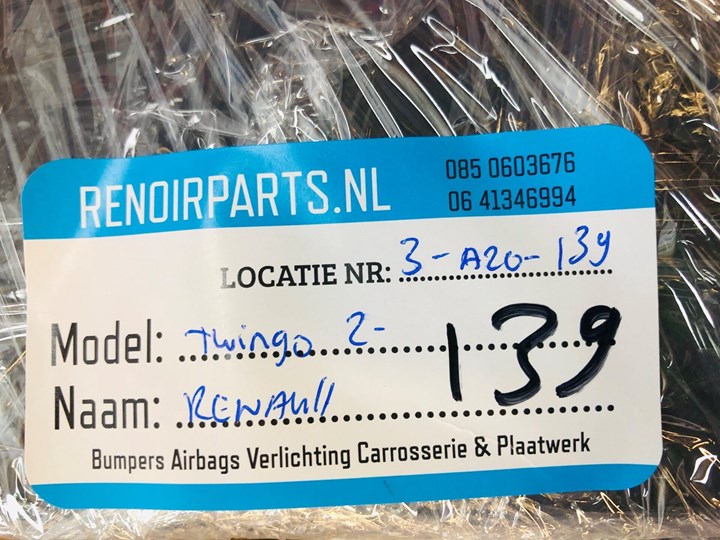 RENOIRPARTS.NL
085 0603676
06 41346994
LOCATIE NR: 3-A20-139
Model: twingo 2-
139
Naam: RENAUll
Bumpers Airbags Verlichting Carrosserie & Plaatwerk